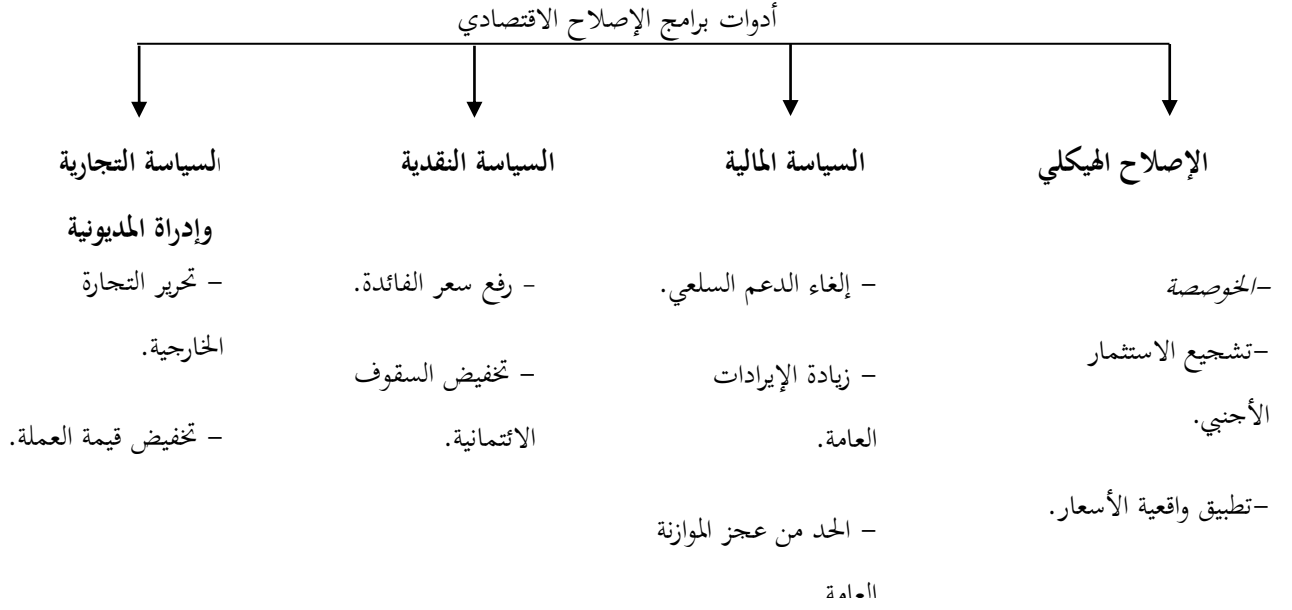 أدوات برامج الإصلاح الاقتصادي
الإصلاح الهيكلي
-الخوصصة
-تشجيع الاستثمار
الأجنبي.
-تطبيق واقعية الأسعار.
السياسة المالية
- إلغاء الدعم السلعي.
- زيادة الإيرادات
العامة.
- الحد من عجز الموازنة
العامة
السياسة النقدية
- رفع سعر الفائدة.
- تخفيض السقوف
الائتمانية.
السياسة التجارية
وإدراة المديونية
- تحرير التجارة
الخارجية.
- تخفيض قيمة العملة.